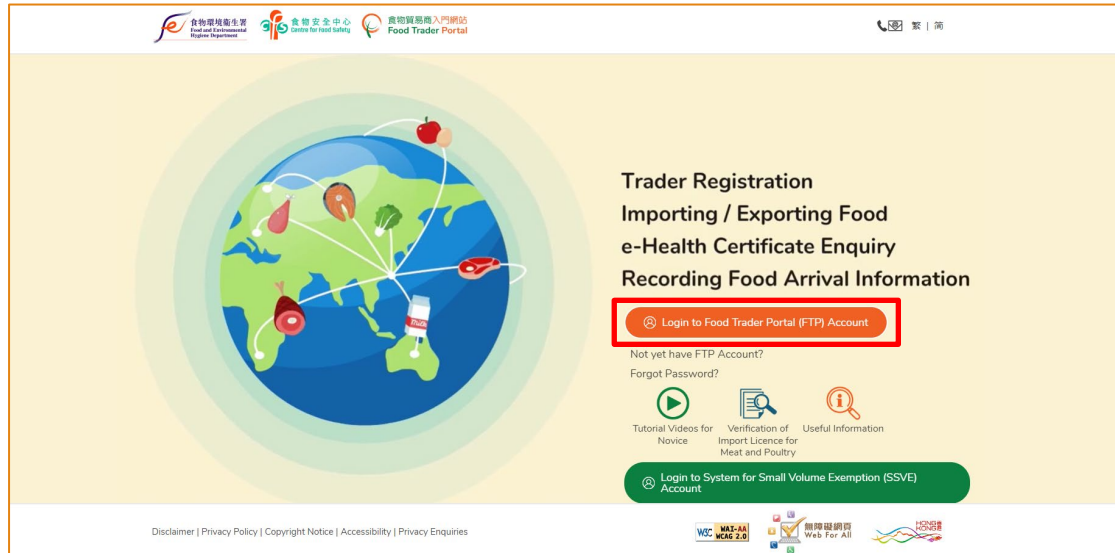 食物環境衞生署
Food and Environmental
Hygiene Department
食物安全中心
Centre for Food Safety
食物貿易商入門網站
Food Trader Portal
繁 | 简
Trader Registration
Importing / Exporting Food
e-Health Certificate Enquiry
Recording Food Arrival Information
Login to Food Trader Portal (FTP) Account
Not yet have FTP Account?
Forgot Password?
Tutorial Videos for
Novice
Verification of
Import Licence for
Meat and Poultry
Useful Information
Login to System for Small Volume Exemption (SSVE)
Account
Disclaimer | Privacy Policy | Copyright Notice | Accessibility | Privacy Enquiries
W3C WAI-AA
WCAG 2.0
無障礙網頁
Web For All
HONG
KONG